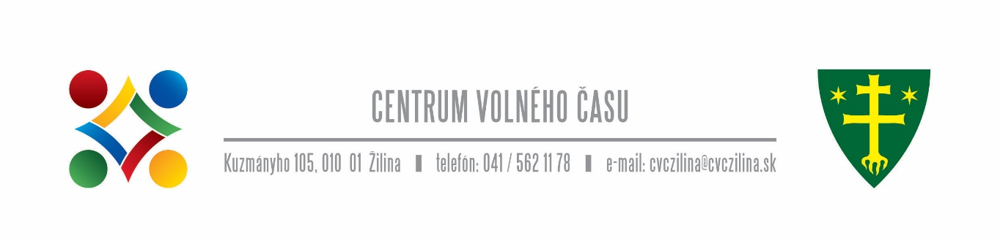 CENTRUM VOLNÉHO ČASU
Kuzmányho 105, 010 01 Žilina ▮ telefón: 041 / 562 11 78 ▮ e-mail: cvczilina@cvczilina.sk